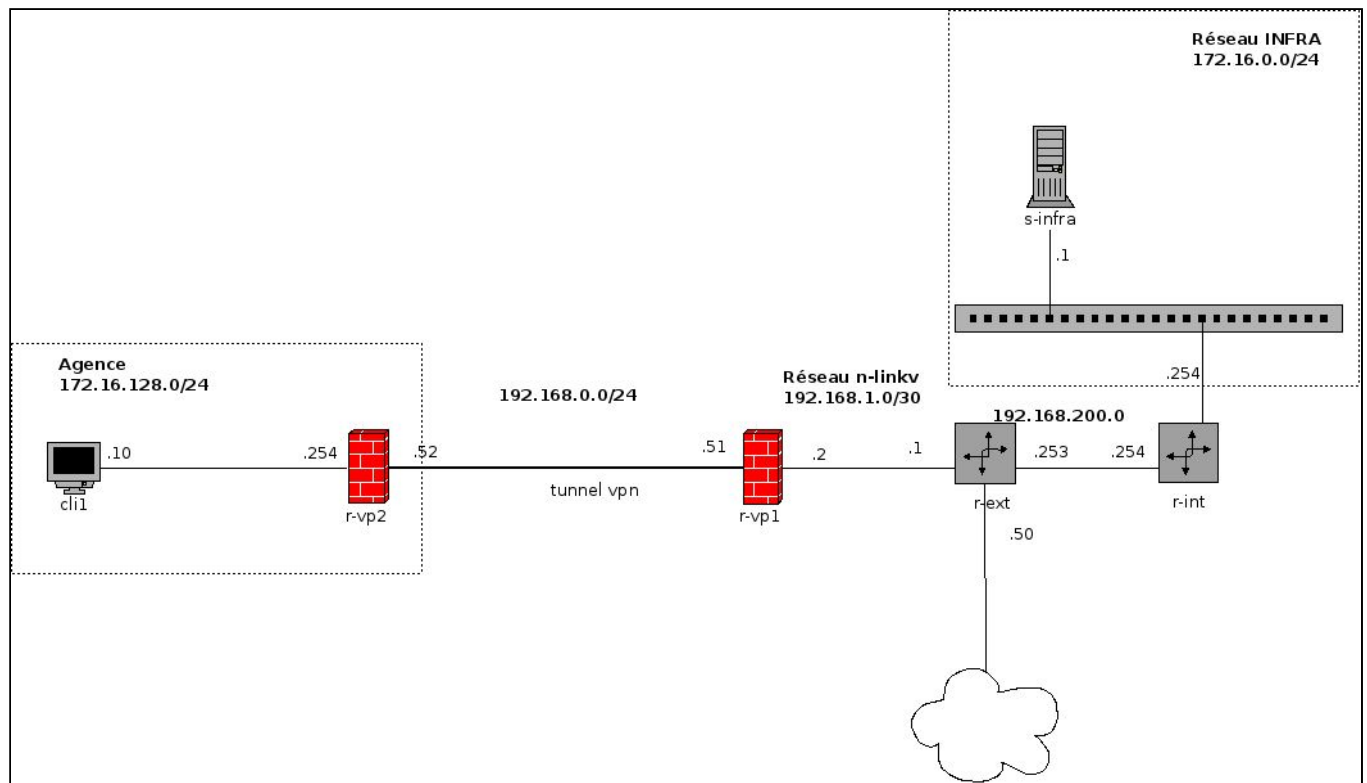 Réseau INFRA
172.16.0.0/24
s-infra
.1
.254
Agence
172.16.128.0/24
192.168.0.0/24
Réseau n-linkv
192.168.1.0/30
192.168.200.0
.10
.254
.52
.51
.2
.1
.253
.254
tunnel vpn
cli1
r-vp2
r-vp1
r-ext
r-int
.50